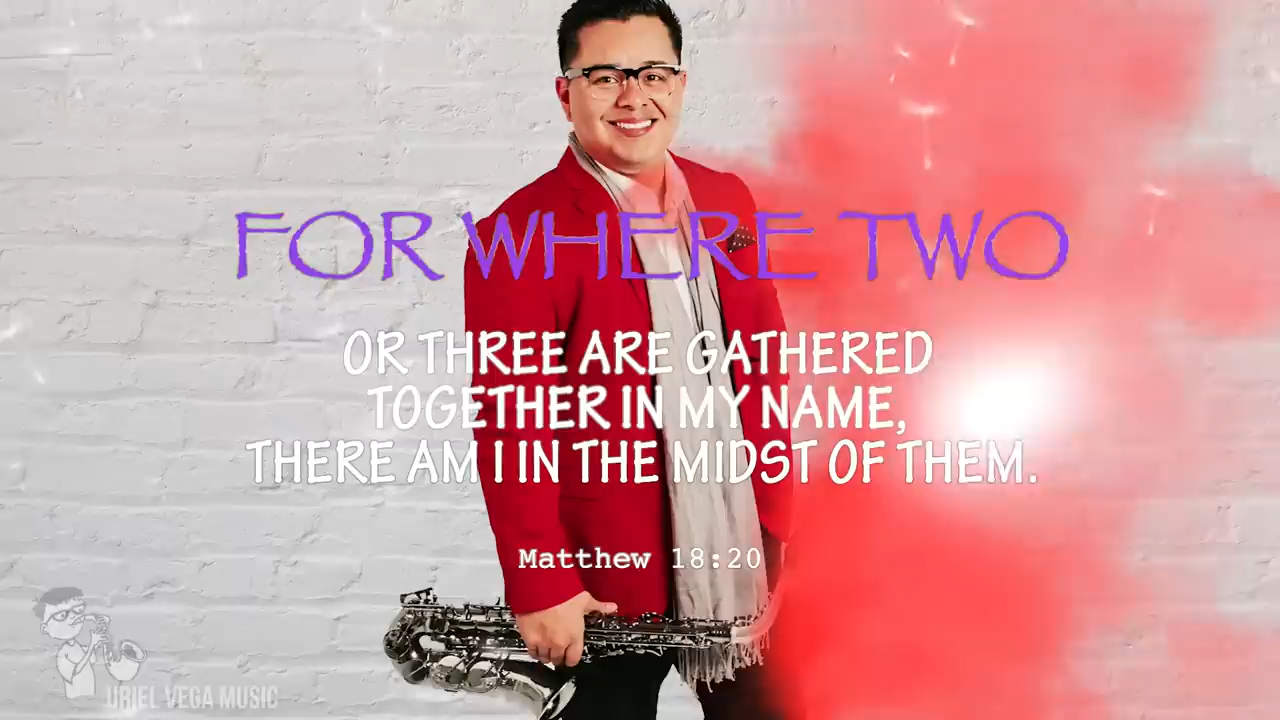 FOR WHERE TWO
OR THREE ARE GATHERED
TOGETHER IN MY NAME,
THERE AM I IN THE MIDST OF THEM.
Matthew 18:20
URIEL VEGA MUSIC